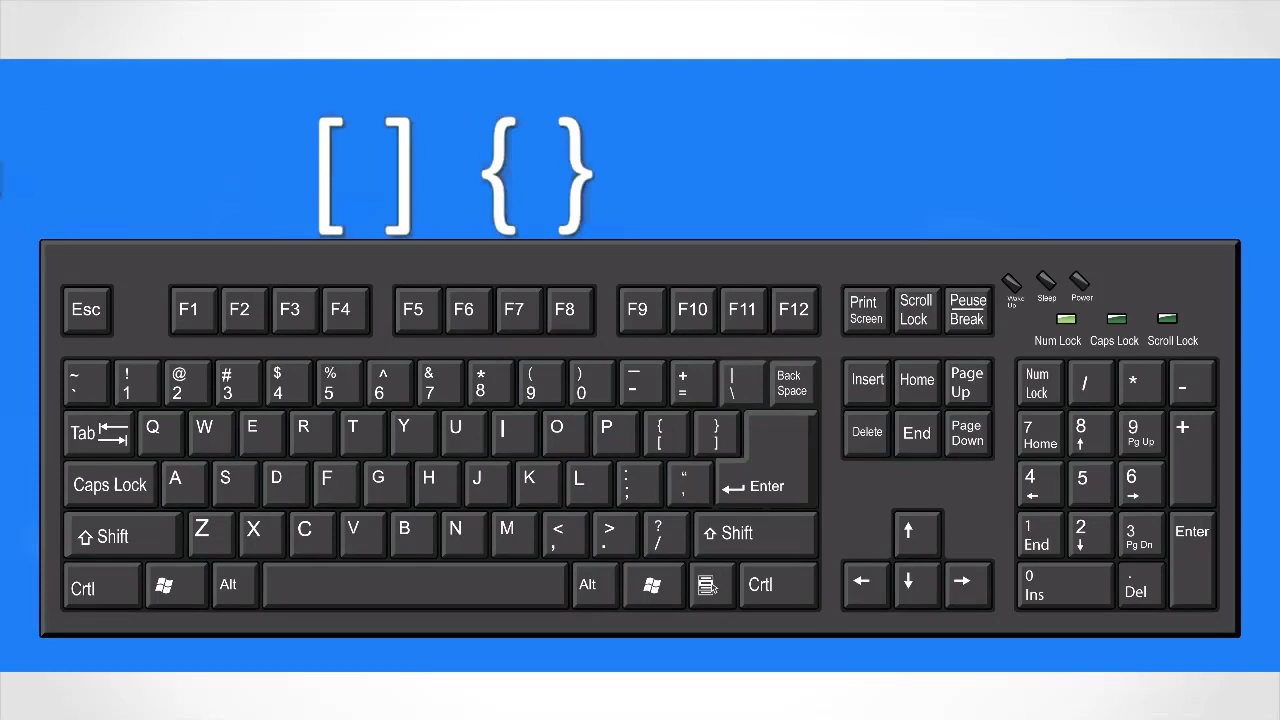 [ ] { }
Esc F1 F2 F3 F4 F5 F6 F7 F8 F9 F10 F11 F12 Print Screen Scroll Lock Peuse Break Wake Up Sleep Power
Num Lock Caps Lock Scroll Lock
~ ` ! 1 @ 2 # 3 $ 4 % 5 ^ 6 & 7 * 8 ( 9 ) 0 — - + = | \ Back Space Insert Home Page Up Num Lock / * -
Tab Q W E R T Y U I O P { [ } ] Delete End Page Down 7 Home 8 ↑ 9 Pg Up +
Caps Lock A S D F G H J K L : ; “ , ↵ Enter 4 ← 5 6 →
⇧ Shift Z X C V B N M < , > . ? / ⇧ Shift ↑ 1 End 2 ↓ 3 Pg Dn Enter
Crtl Alt Alt Crtl ← ↓ → 0 Ins . Del